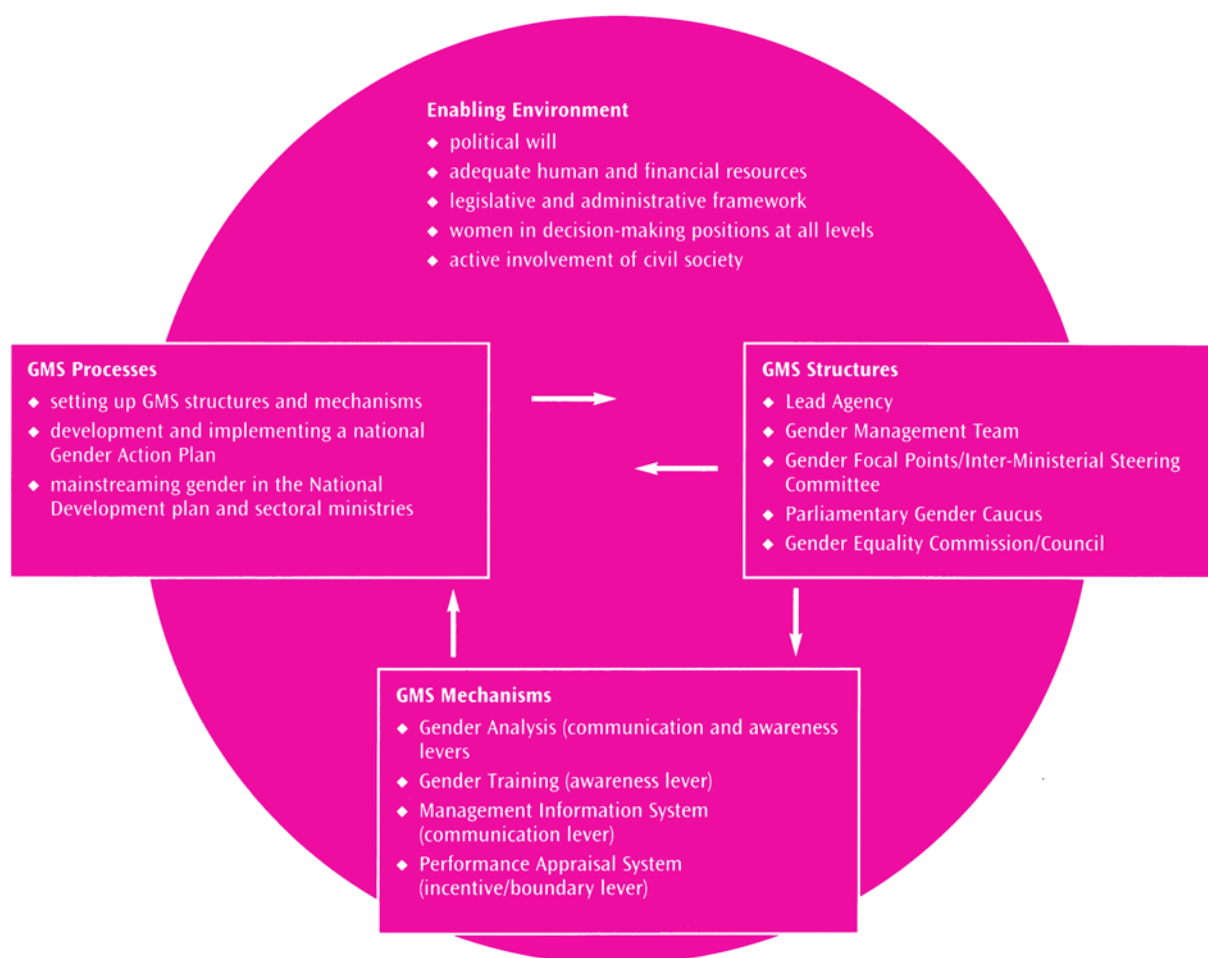 Enabling Environment
◆ political will
◆ adequate human and financial resources
◆ legislative and administrative framework
◆ women in decision-making positions at all levels
◆ active involvement of civil society
GMS Processes
◆ setting up GMS structures and mechanisms
◆ development and implementing a national
Gender Action Plan
◆ mainstreaming gender in the National
Development plan and sectoral ministries
GMS Structures
◆ Lead Agency
◆ Gender Management Team
◆ Gender Focal Points/Inter-Ministerial Steering
Committee
◆ Parliamentary Gender Caucus
◆ Gender Equality Commission/Council
GMS Mechanisms
◆ Gender Analysis (communication and awareness
levers
◆ Gender Training (awareness lever)
◆ Management Information System
(communication lever)
◆ Performance Appraisal System
(incentive/boundary lever)